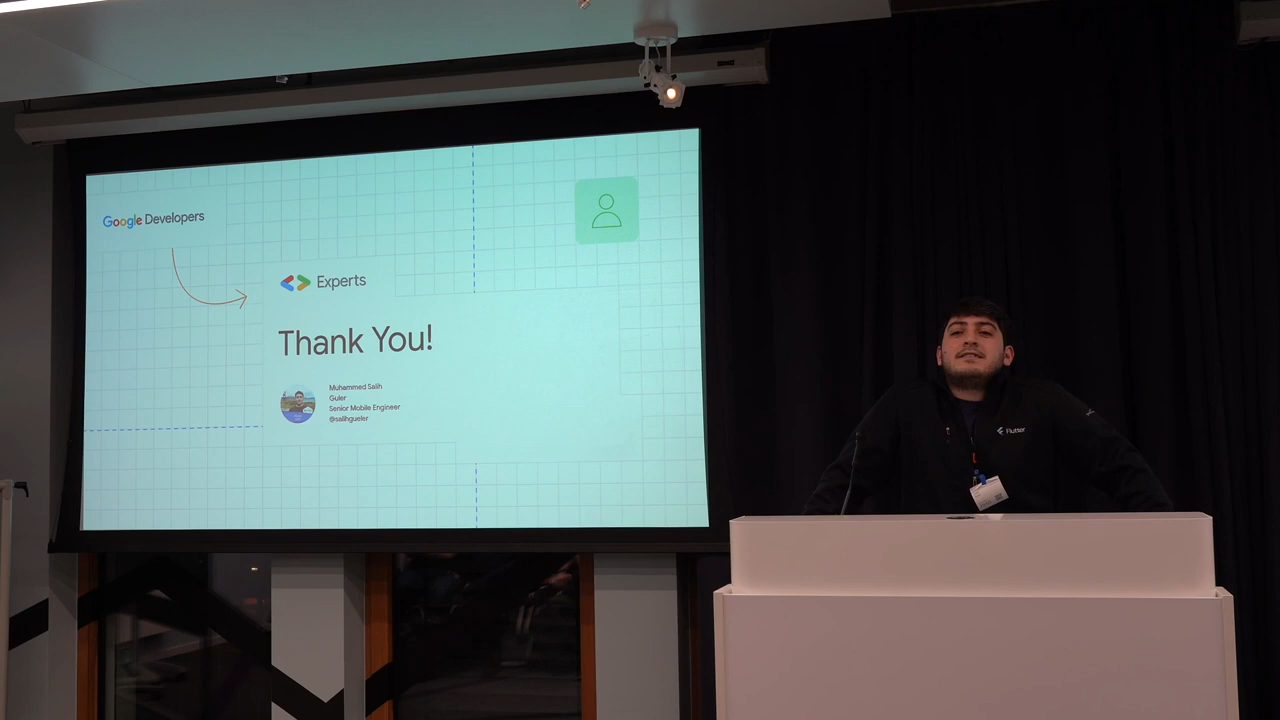 Google Developers
Experts
Thank You!
Muhammed Salih
Guler
Senior Mobile Engineer
@salihgueler
Flutter